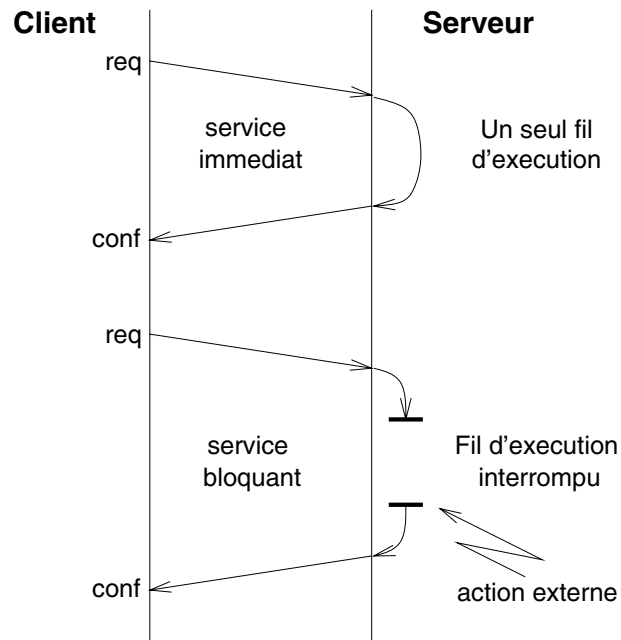 Client
Serveur
req
service
immediat
Un seul fil
d'execution
conf
req
service
bloquant
Fil d'execution
interrompu
conf
action externe